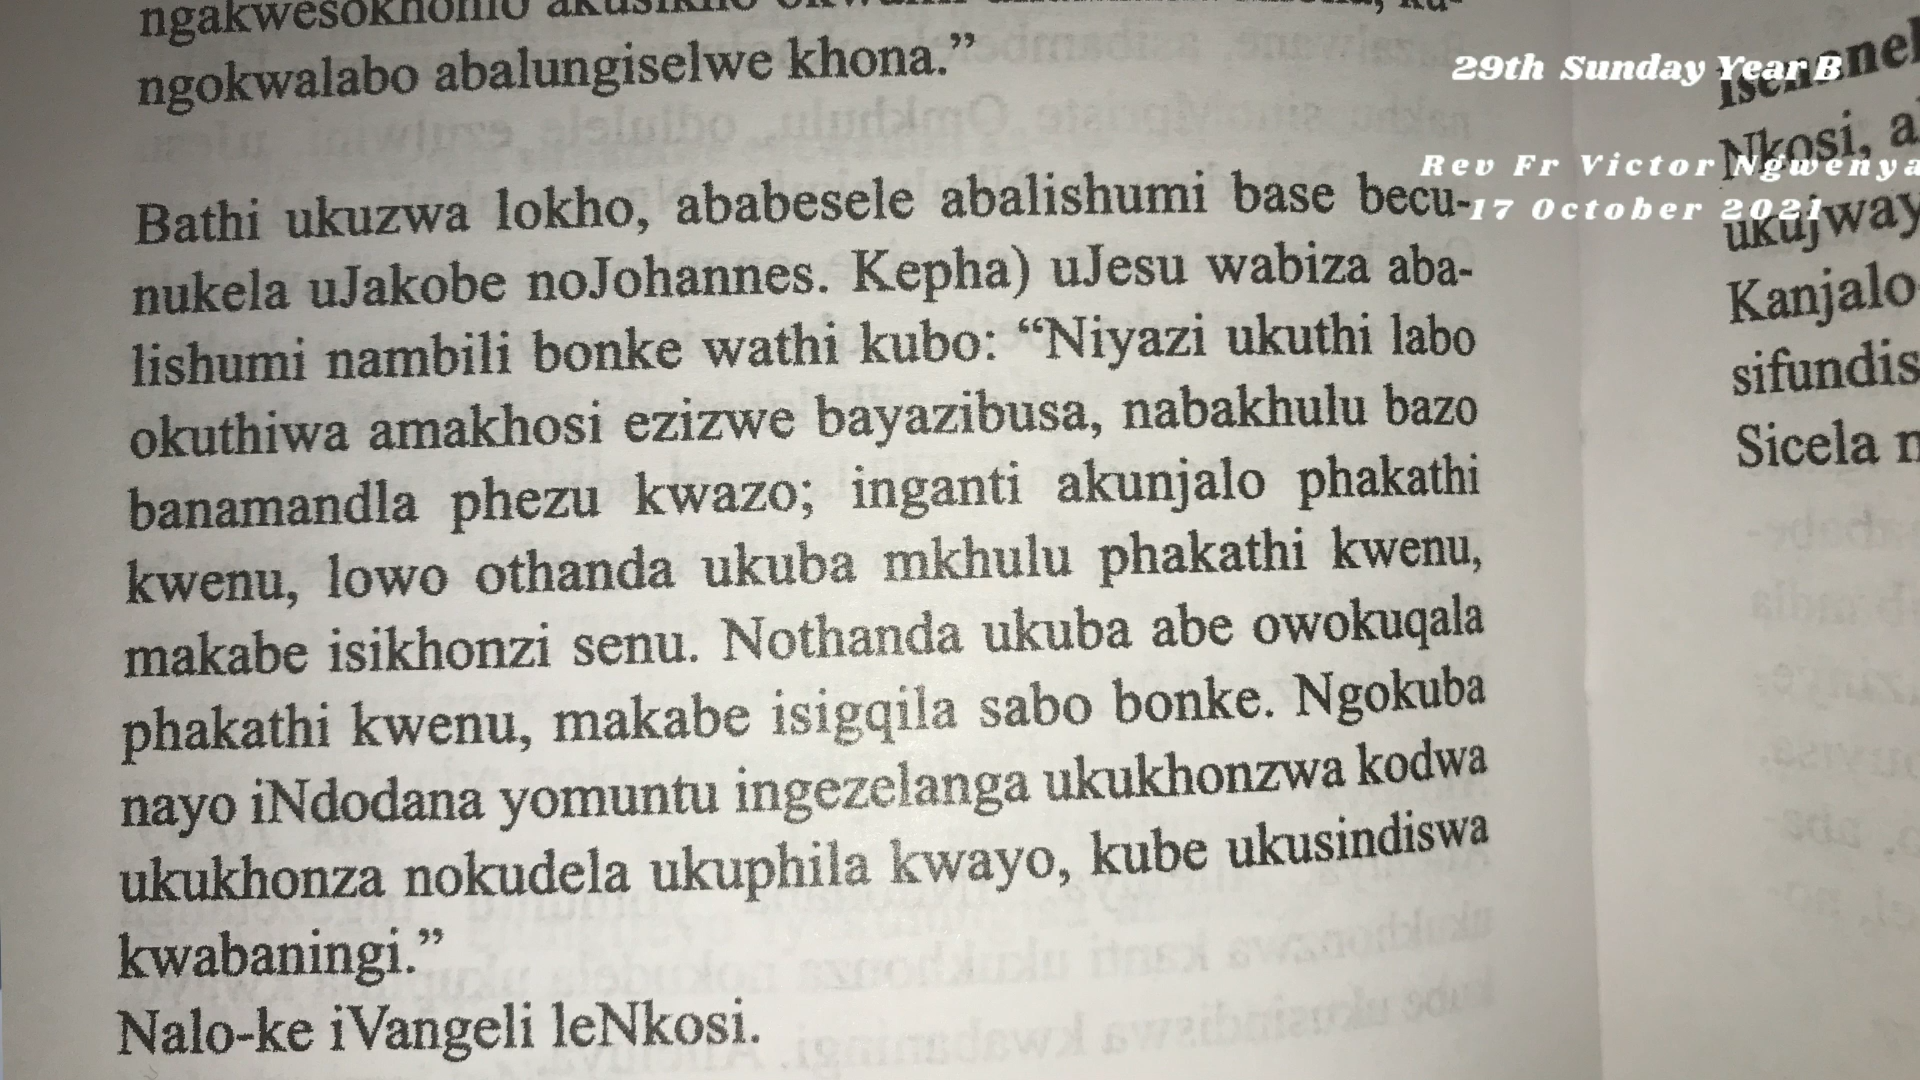 ngokwalabo abalungiselwe khona.”
Bathi ukuzwa lokho, ababesele abalishumi base becu-
nukela uJakobe noJohannes. Kepha) uJesu wabiza aba-
lishumi nambili bonke wathi kubo: “Niyazi ukuthi labo
okuthiwa amakhosi ezizwe bayazibusa, nabakhulu bazo
banamandla phezu kwazo; inganti akunjalo phakathi
kwenu, lowo othanda ukuba mkhulu phakathi kwenu,
makabe isikhonzi senu. Nothanda ukuba abe owokuqala
phakathi kwenu, makabe isigqila sabo bonke. Ngokuba
nayo iNdodana yomuntu ingezelanga ukukhonzwa kodwa
ukukhonza nokudela ukuphila kwayo, kube ukusindiswa
kwabaningi.”
Nalo-ke iVangeli leNkosi.
29th Sunday Year B
Rev Fr Victor Ngwenya
17 October 2021
Nkosi, a
ukujway
Kanjalo
sifundis
Sicela